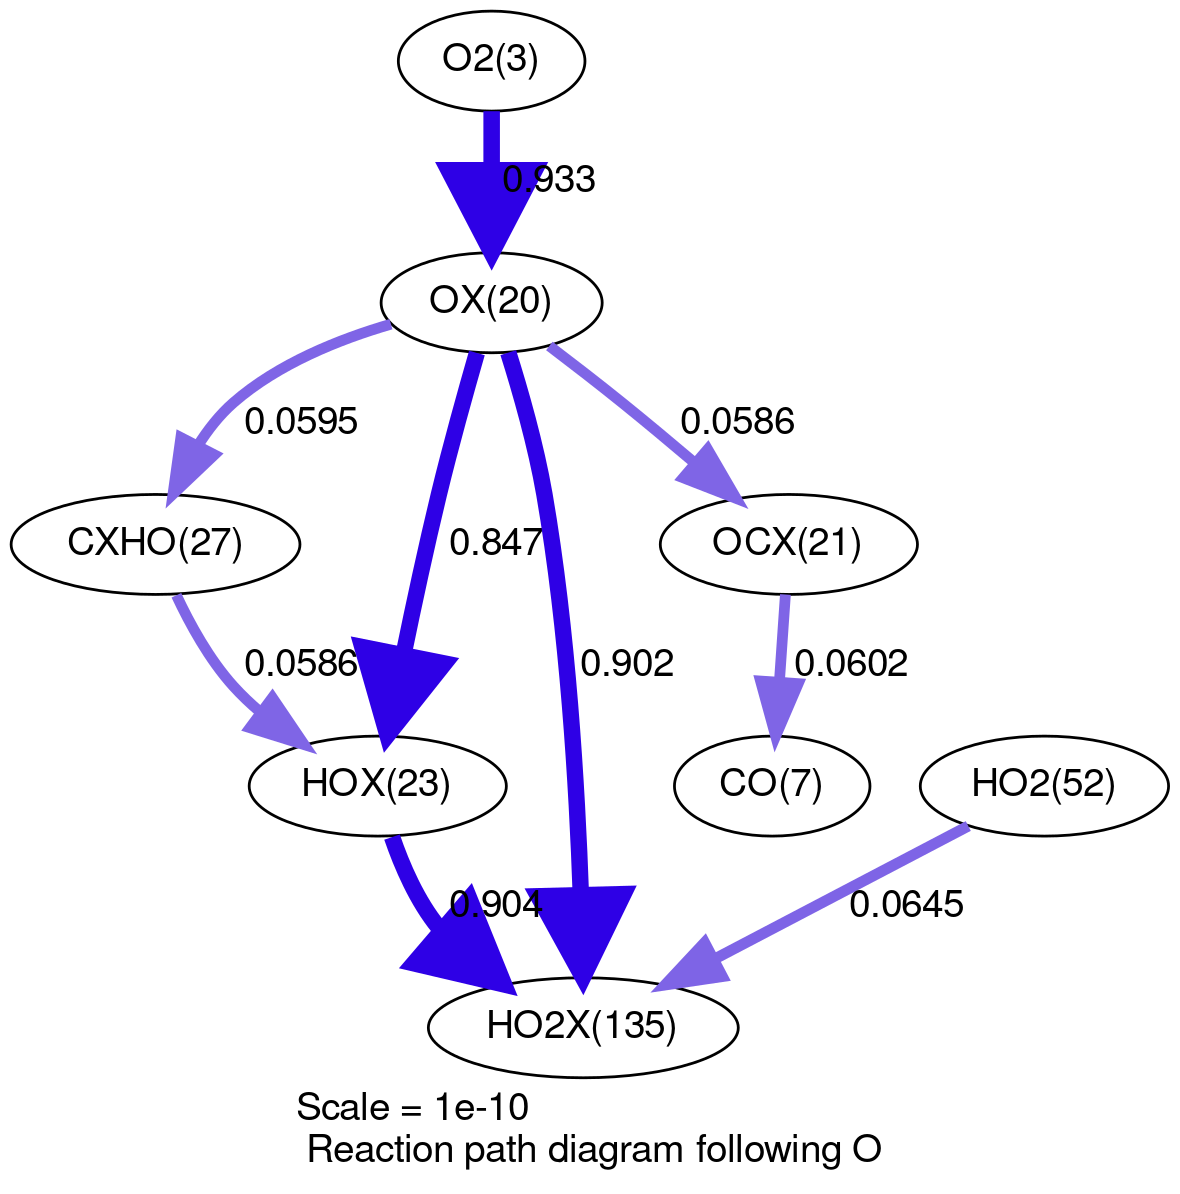 O2(3)
0.933
OX(20)
0.0595
0.0586
CXHO(27)
0.847
OCX(21)
0.0586
0.902
0.0602
HOX(23)
CO(7)
HO2(52)
0.904
0.0645
HO2X(135)
Scale = 1e-10
Reaction path diagram following O